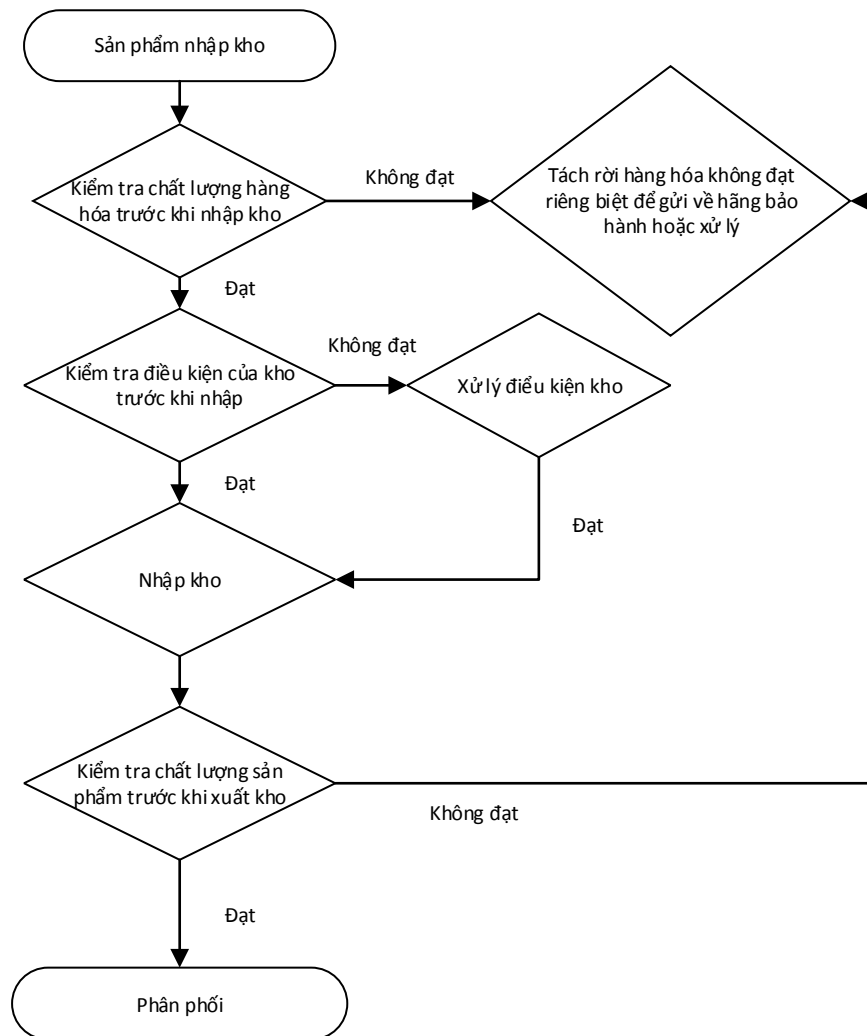 Sản phẩm nhập kho
Kiểm tra chất lượng hàng
hóa trước khi nhập kho
Không đạt
Tách rời hàng hóa không đạt
riêng biệt để gửi về hãng bảo
hành hoặc xử lý
Đạt
Kiểm tra điều kiện của kho
trước khi nhập
Không đạt
Xử lý điểu kiện kho
Đạt
Đạt
Nhập kho
Kiểm tra chất lượng sản
phẩm trước khi xuất kho
Không đạt
Đạt
Phân phối